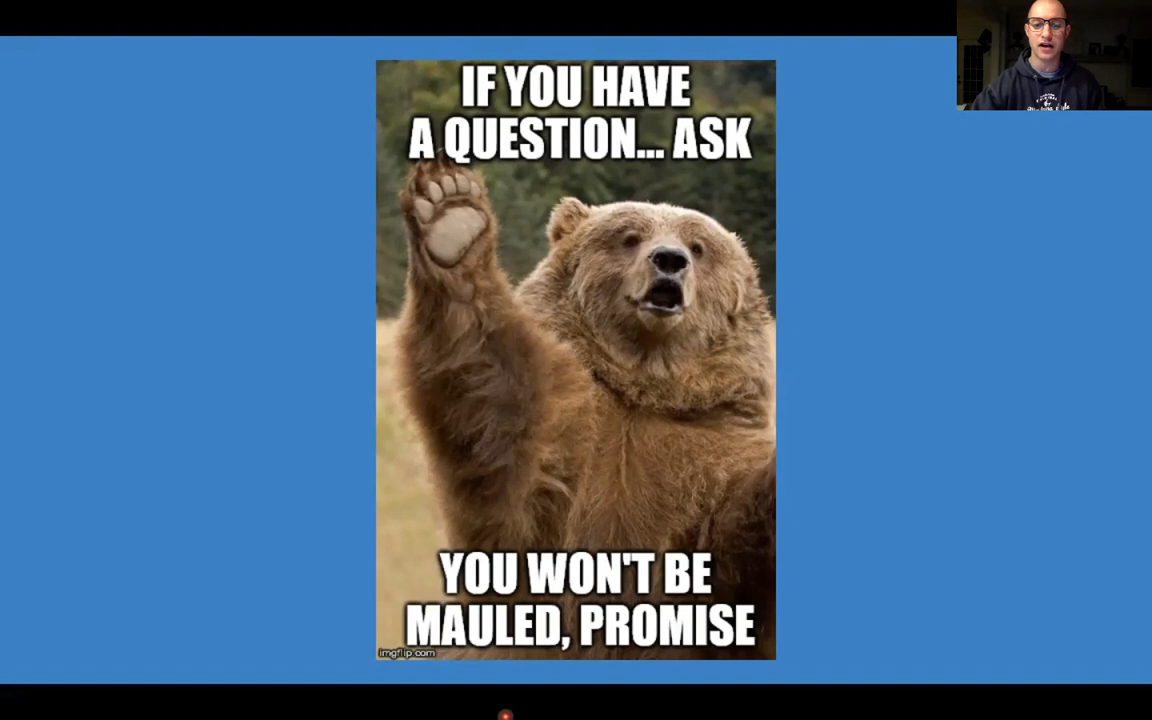 IF YOU HAVE
A QUESTION... ASK
YOU WON'T BE
MAULED, PROMISE
imgflip.com